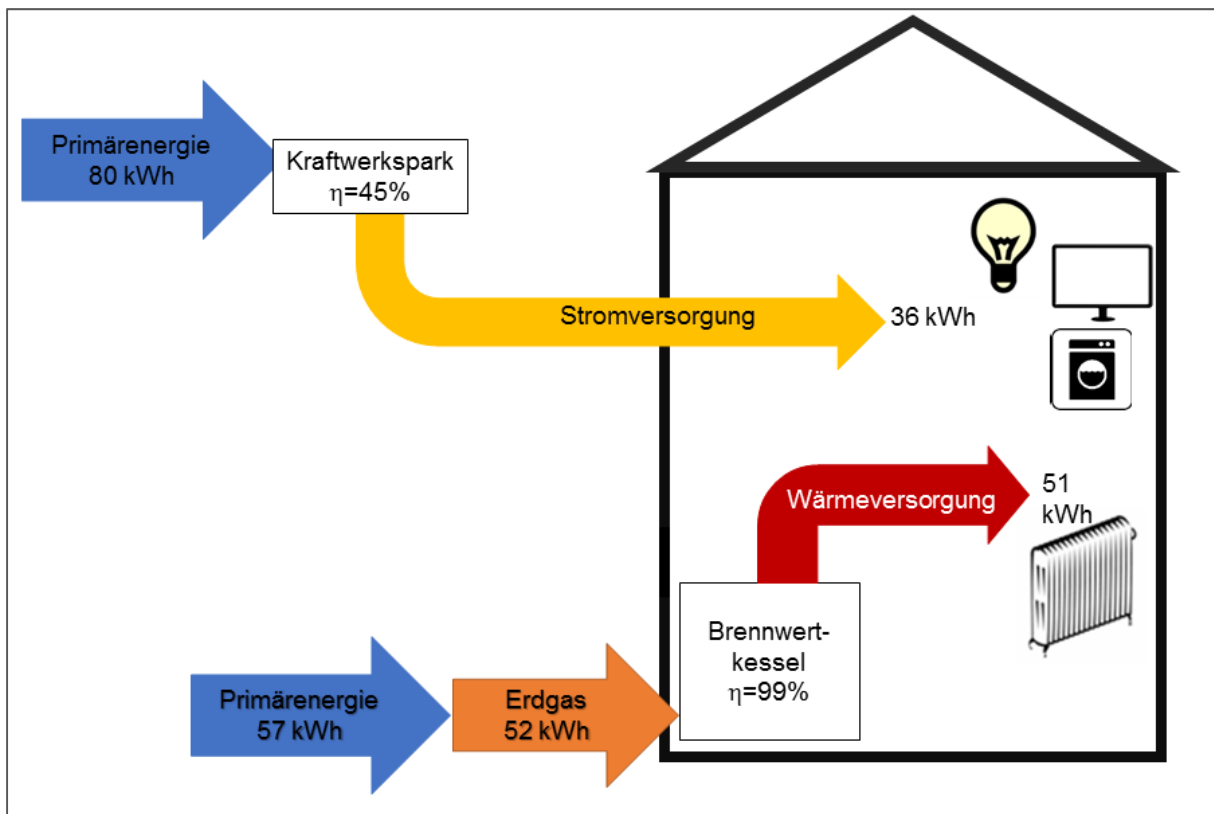 Primärenergie
80 kWh
Kraftwerkspark
η=45%
Stromversorgung
36 kWh
Wärmeversorgung
51
kWh
Brennwert-
kessel
η=99%
Primärenergie
57 kWh
Erdgas
52 kWh